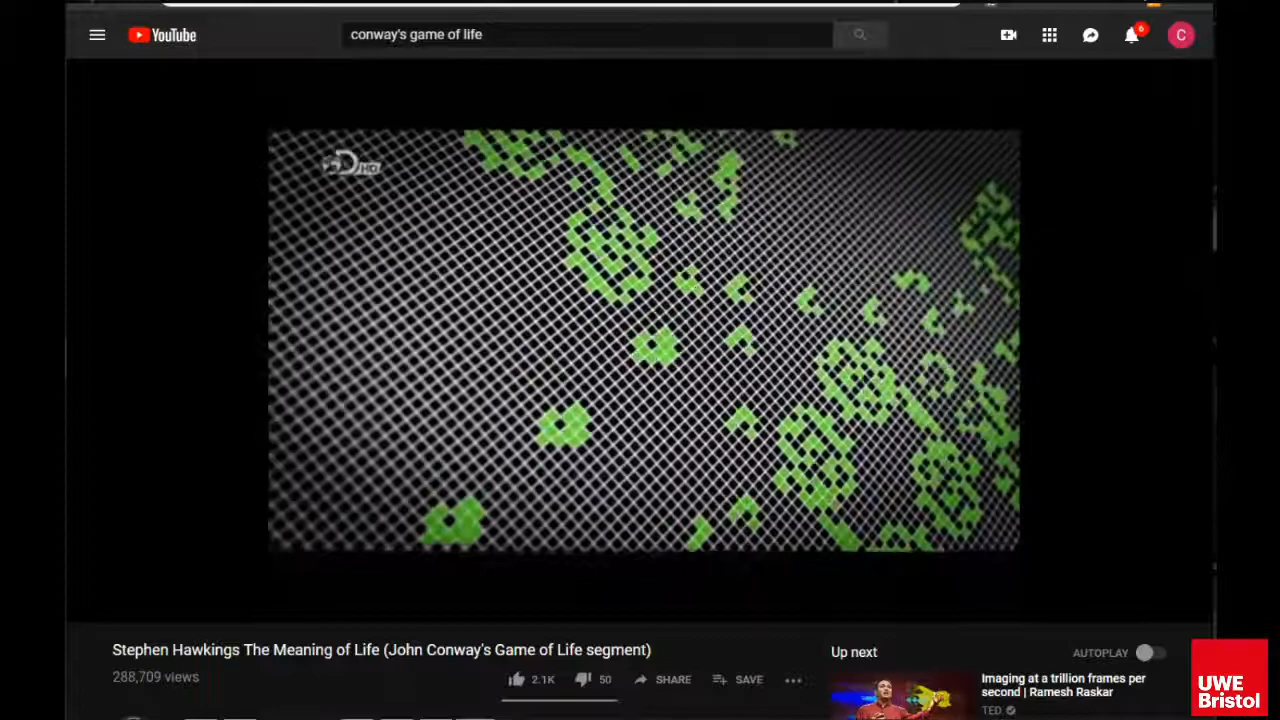 YouTube
conway's game of life
6
C
D HD
Stephen Hawkings The Meaning of Life (John Conway's Game of Life segment)
288,709 views
2.1K
50
SHARE
SAVE
Up next
AUTOPLAY
Imaging at a trillion frames per
second | Ramesh Raskar
TED
UWE
Bristol